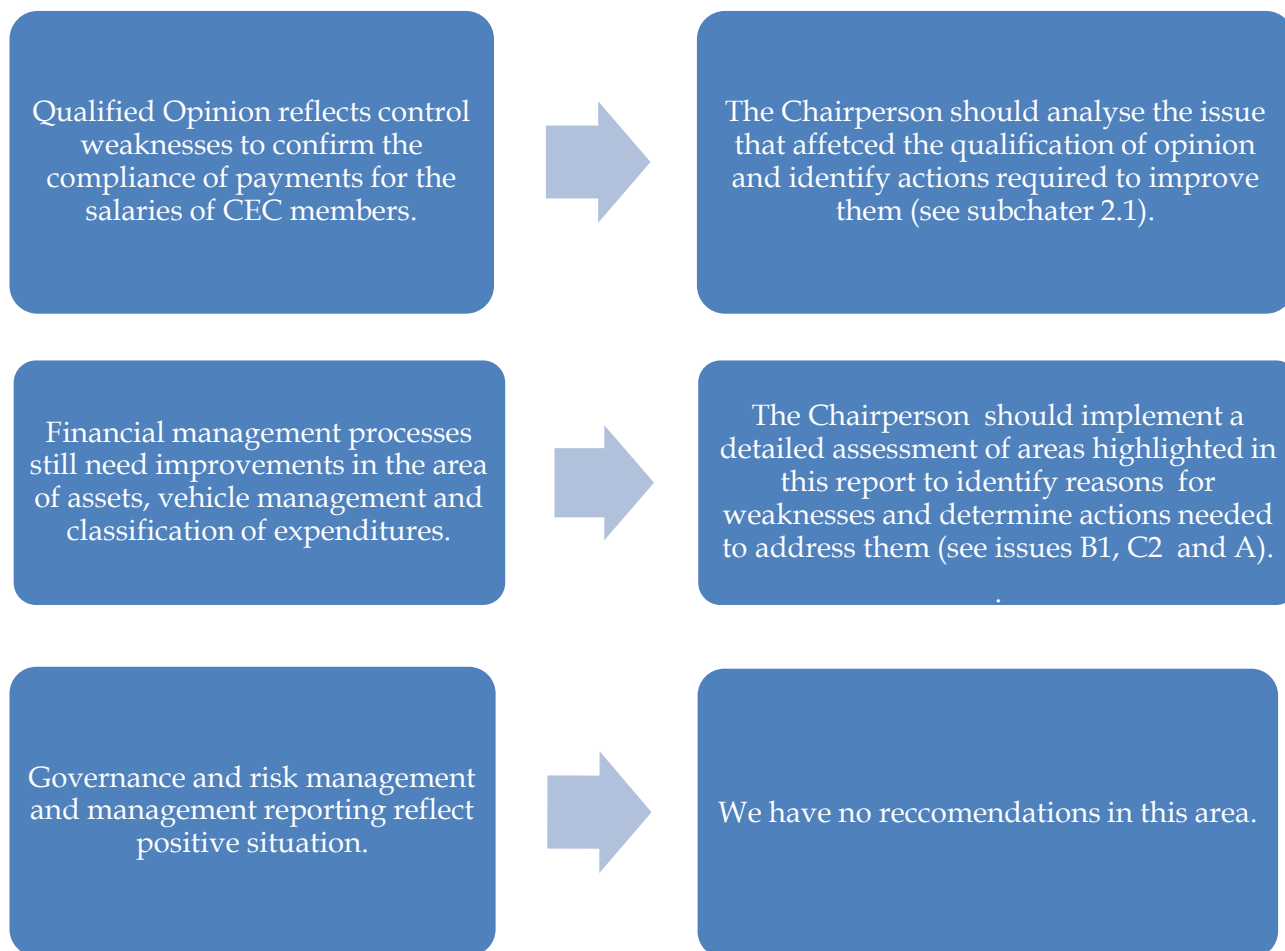 Qualified Opinion reflects control
weaknesses to confirm the
compliance of payments for the
salaries of CEC members.
The Chairperson should analyse the issue
that affetced the qualification of opinion
and identify actions required to improve
them (see subchater 2.1).
Financial management processes
still need improvements in the area
of assets, vehicle management and
classification of expenditures.
The Chairperson should implement a
detailed assessment of areas highlighted in
this report to identify reasons for
weaknesses and determine actions needed
to address them (see issues B1, C2 and A).
.
Governance and risk management
and management reporting reflect
positive situation.
We have no reccomendations in this area.